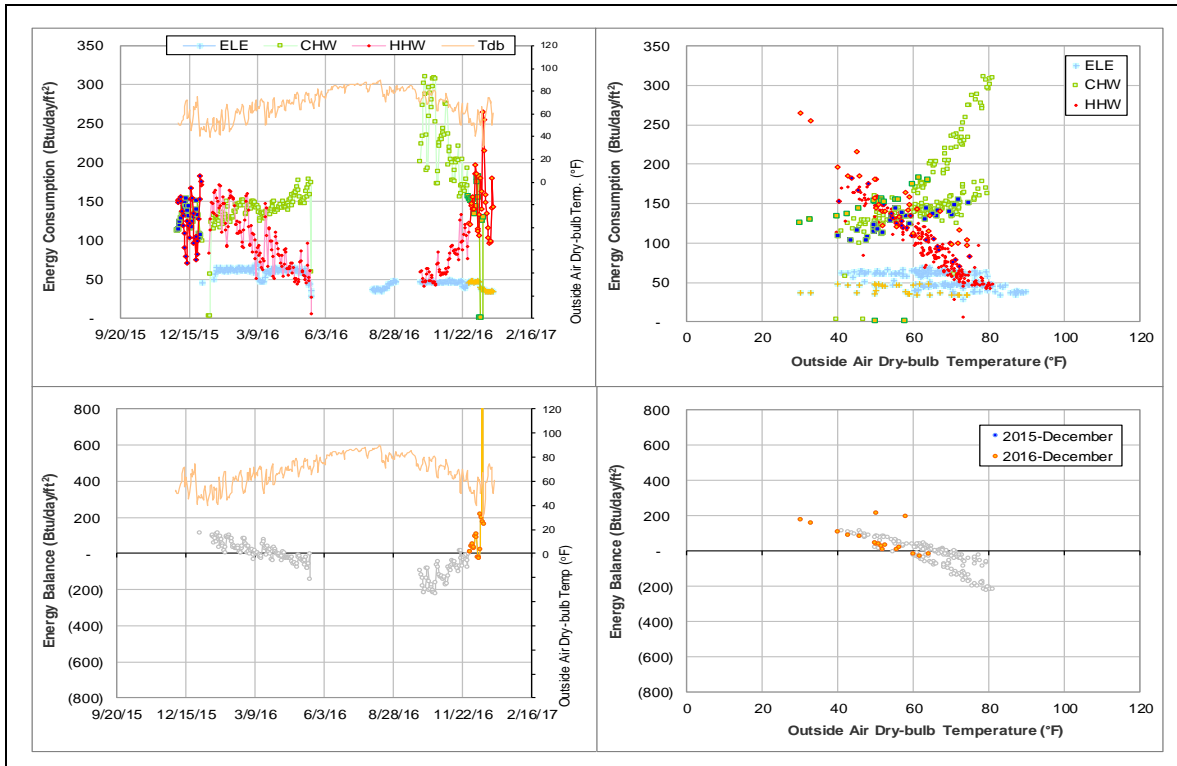 ELE CHW HHW Tdb
Energy Consumption (Btu/day/ft²)
350
300
250
200
150
100
50
-
120
100
80
60
40
20
0
Outside Air Dry-bulb Temp. (°F)
9/20/15 12/15/15 3/9/16 6/3/16 8/28/16 11/22/16 2/16/17
Energy Consumption (Btu/day/ft²)
350
300
250
200
150
100
50
-
ELE
CHW
HHW
0 20 40 60 80 100 120
Outside Air Dry-bulb Temperature (°F)
Energy Balance (Btu/day/ft²)
800
600
400
200
-
(200)
(400)
(600)
(800)
120
100
80
60
40
20
0
Outside Air Dry-bulb Temp (°F)
9/20/15 12/15/15 3/9/16 6/3/16 8/28/16 11/22/16 2/16/17
Energy Balance (Btu/day/ft²)
800
600
400
200
-
(200)
(400)
(600)
(800)
2015-December
2016-December
0 20 40 60 80 100 120
Outside Air Dry-bulb Temperature (°F)